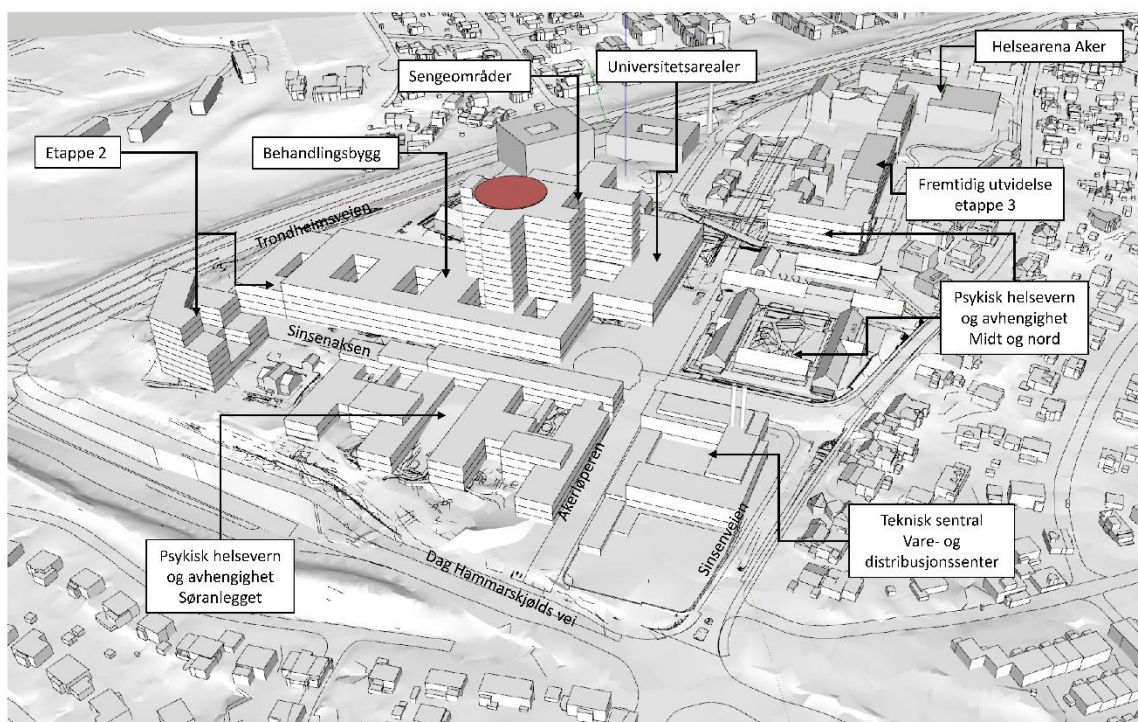 Helsearena Aker
Universitetsarealer
Sengeområder
Etappe 2
Behandlingsbygg
Fremtidig utvidelse
etappe 3
Trondheimsveien
Psykisk helsevern
og avhengighet
Midt og nord
Sinsenaksen
Akerløperen
Sinsenveien
Teknisk sentral
Vare- og
distribusjonssenter
Psykisk helsevern
og avhengighet
Søranlegget
Dag Hammarskjølds vei